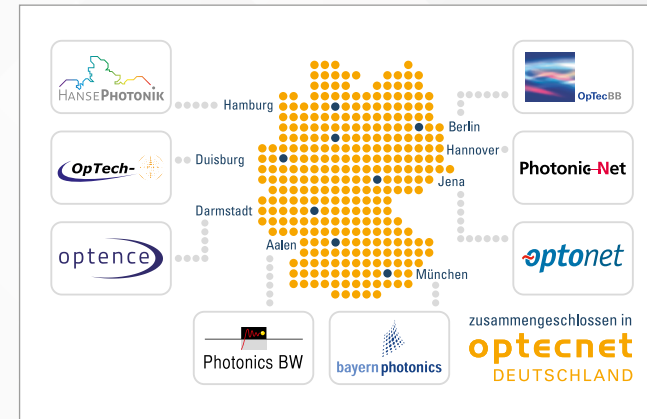 HANSEPHOTONIK
Hamburg
OpTecBB
Berlin
OpTech-
Duisburg
Hannover
Photonic Net
Jena
optence
Darmstadt
Aalen
optonet
München
Photonics BW
bayern photonics
zusammengeschlossen in
optecnet
DEUTSCHLAND